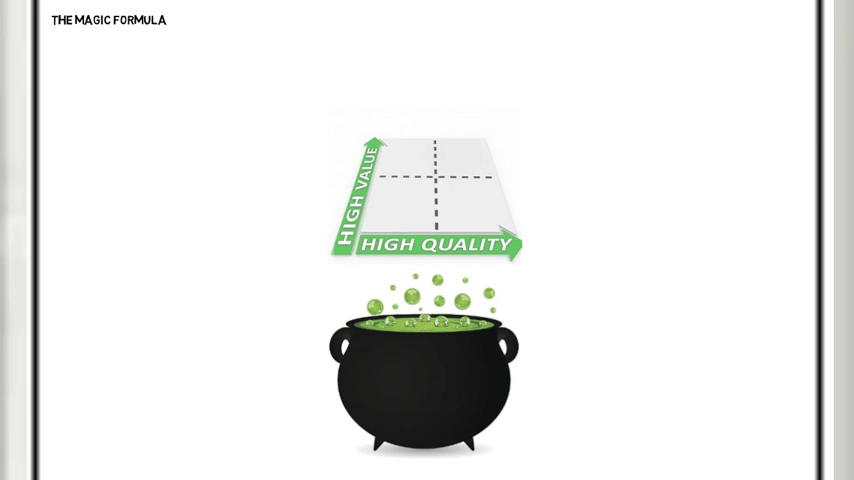 THE MAGIC FORMULA
HIGH VALUE
HIGH QUALITY